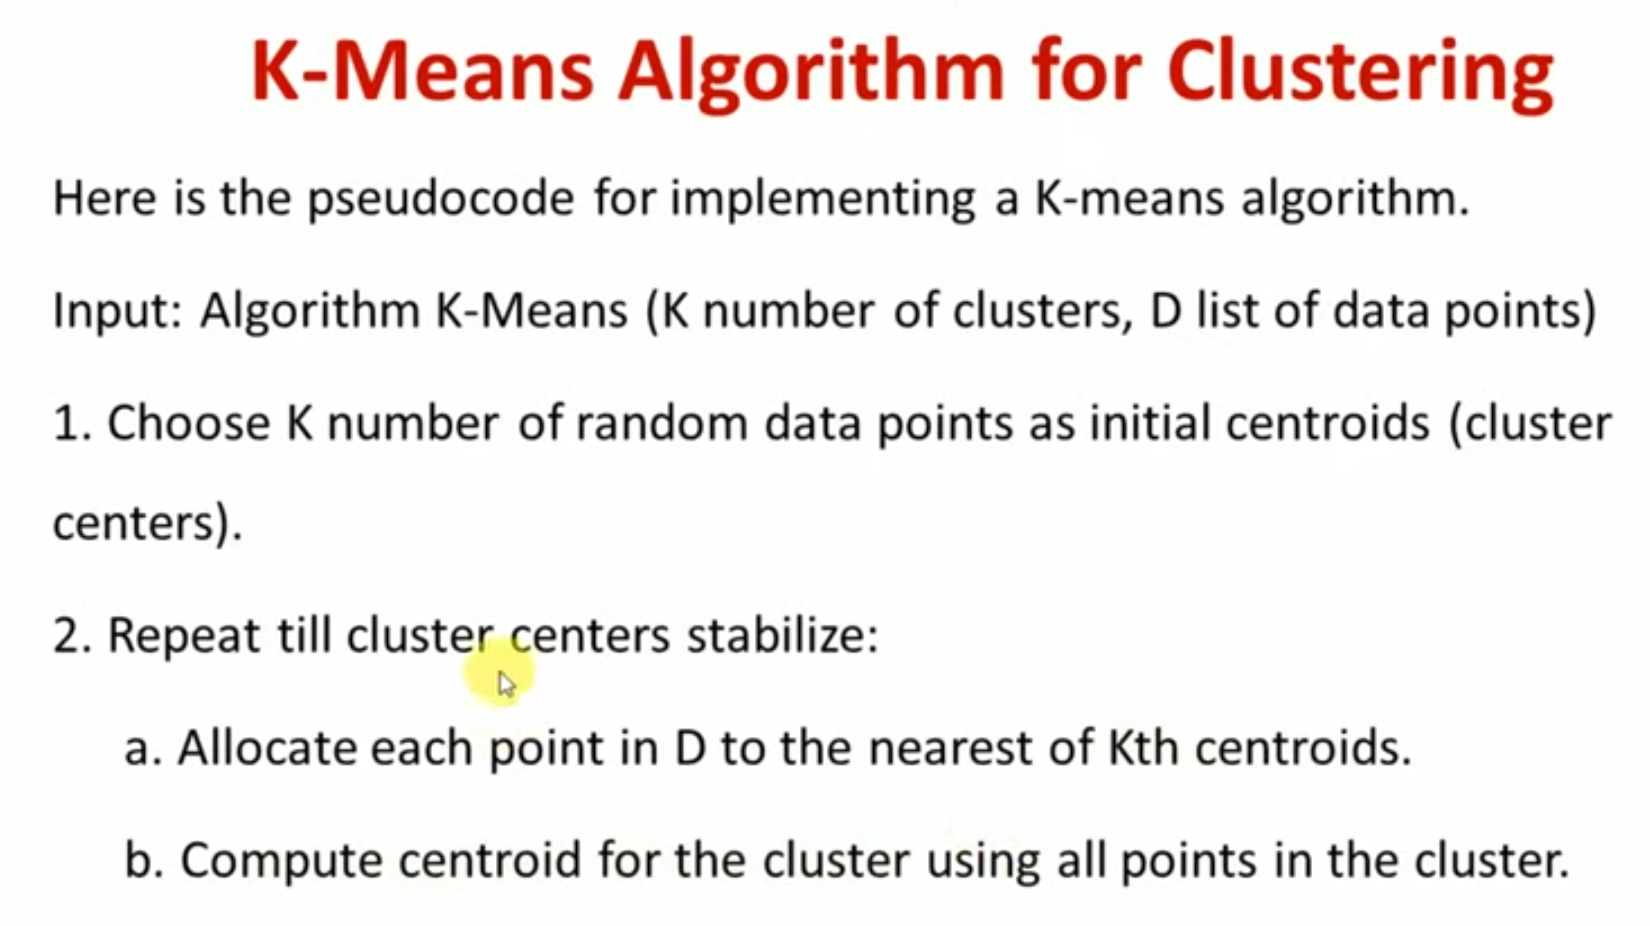 K-Means Algorithm for Clustering
Here is the pseudocode for implementing a K-means algorithm.
Input: Algorithm K-Means (K number of clusters, D list of data points)
1. Choose K number of random data points as initial centroids (cluster
centers).
2. Repeat till cluster centers stabilize:
a. Allocate each point in D to the nearest of Kth centroids.
b. Compute centroid for the cluster using all points in the cluster.